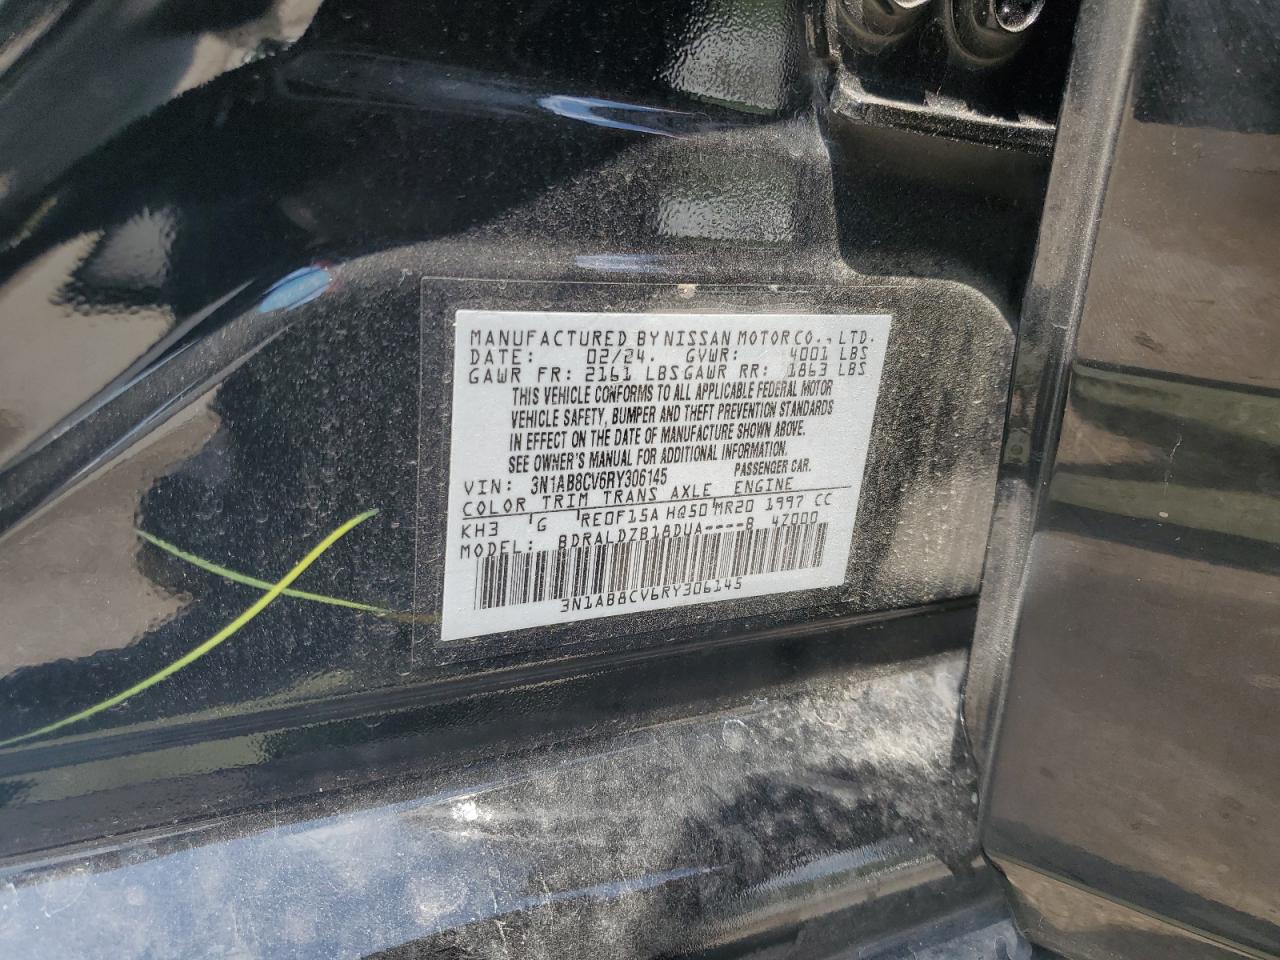 MANUFACTURED BY NISSAN MOTOR CO., LTD.
DATE: 02/24. GVWR: 4001 LBS
GAWR FR: 2161 LBS GAWR RR: 1863 LBS
THIS VEHICLE CONFORMS TO ALL APPLICABLE FEDERAL MOTOR
VEHICLE SAFETY, BUMPER AND THEFT PREVENTION STANDARDS
IN EFFECT ON THE DATE OF MANUFACTURE SHOWN ABOVE.
SEE OWNER'S MANUAL FOR ADDITIONAL INFORMATION.
VIN: 3N1AB8CV6RY306145 PASSENGER CAR.
COLOR TRIM TRANS AXLE ENGINE
KH3 G RE0F15A HQ50 MR20 1997 CC
MODEL: BDRALDZB18DUA----B 4Z000
3N1AB8CV6RY306145